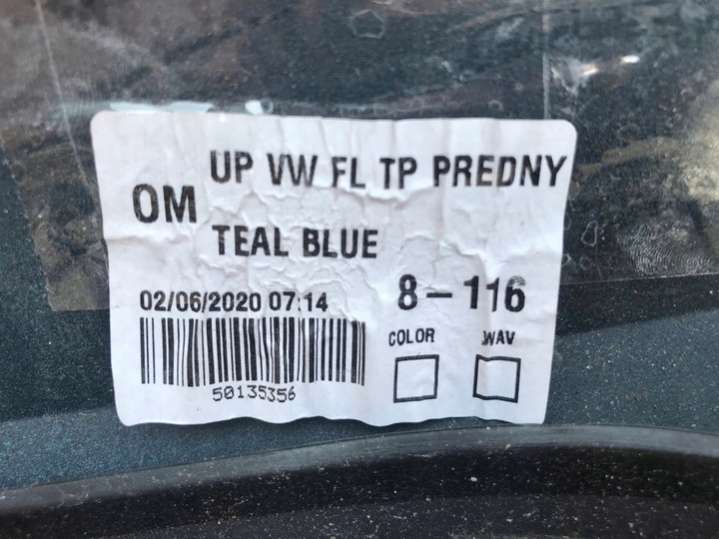 UP VW FL TP PREDNY
OM
TEAL BLUE
02/06/2020 07:14
8-116
COLOR
WAV
50135356